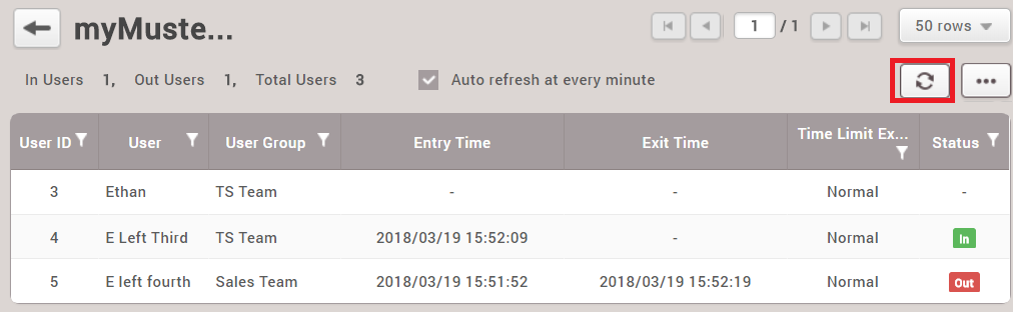 myMuste...
1 / 1
50 rows
In Users 1, Out Users 1, Total Users 3
Auto refresh at every minute
User ID User User Group Entry Time Exit Time Time Limit Ex... Status
3 Ethan TS Team - - Normal -
4 E Left Third TS Team 2018/03/19 15:52:09 - Normal In
5 E left fourth Sales Team 2018/03/19 15:51:52 2018/03/19 15:52:19 Normal Out